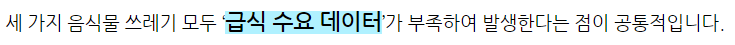 세 가지 음식물 쓰레기 모두 ‘급식 수요 데이터’가 부족하여 발생한다는 점이 공통적입니다.